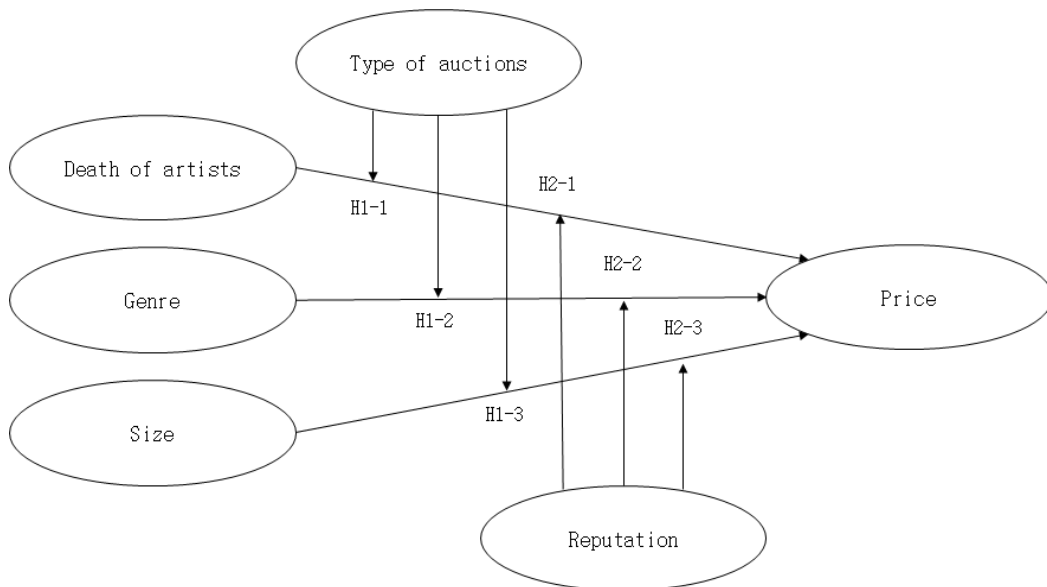 Type of auctions
Death of artists
H2-1
H1-1
H2-2
Genre
Price
H1-2
H2-3
H1-3
Size
Reputation